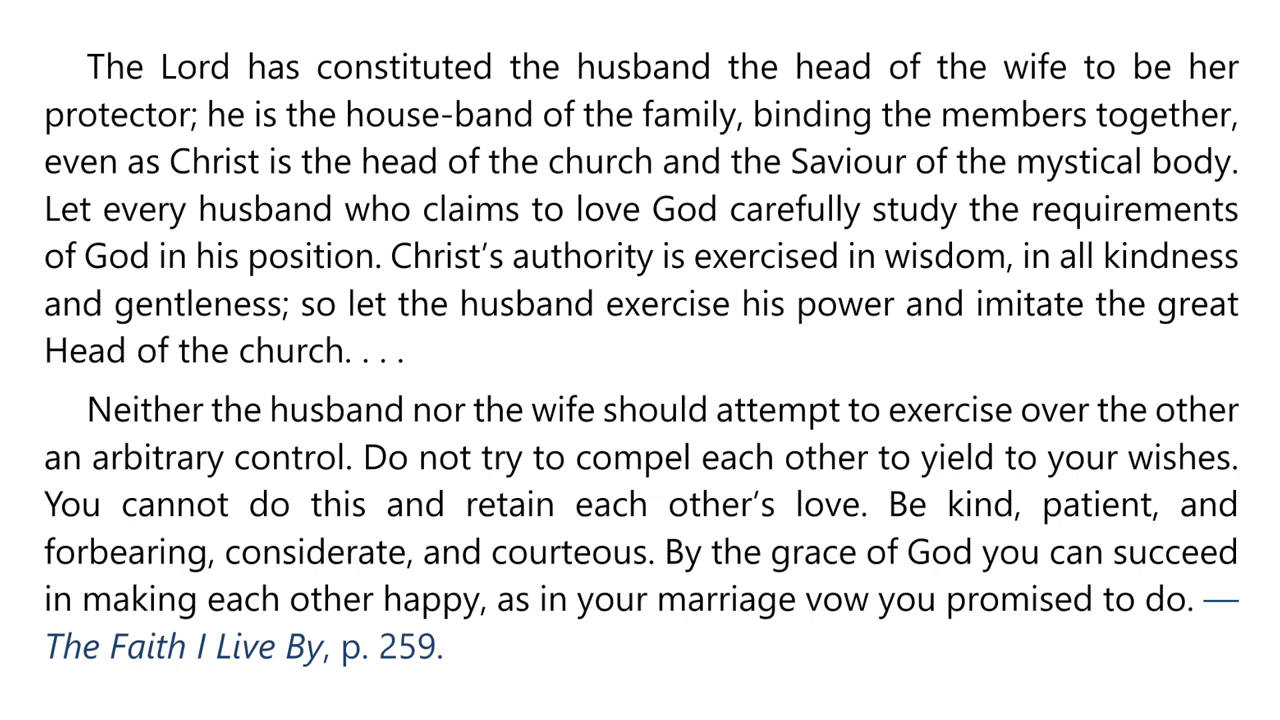 The Lord has constituted the husband the head of the wife to be her
protector; he is the house-band of the family, binding the members together,
even as Christ is the head of the church and the Saviour of the mystical body.
Let every husband who claims to love God carefully study the requirements
of God in his position. Christ’s authority is exercised in wisdom, in all kindness
and gentleness; so let the husband exercise his power and imitate the great
Head of the church. . . .
Neither the husband nor the wife should attempt to exercise over the other
an arbitrary control. Do not try to compel each other to yield to your wishes.
You cannot do this and retain each other’s love. Be kind, patient, and
forbearing, considerate, and courteous. By the grace of God you can succeed
in making each other happy, as in your marriage vow you promised to do. —
The Faith I Live By, p. 259.